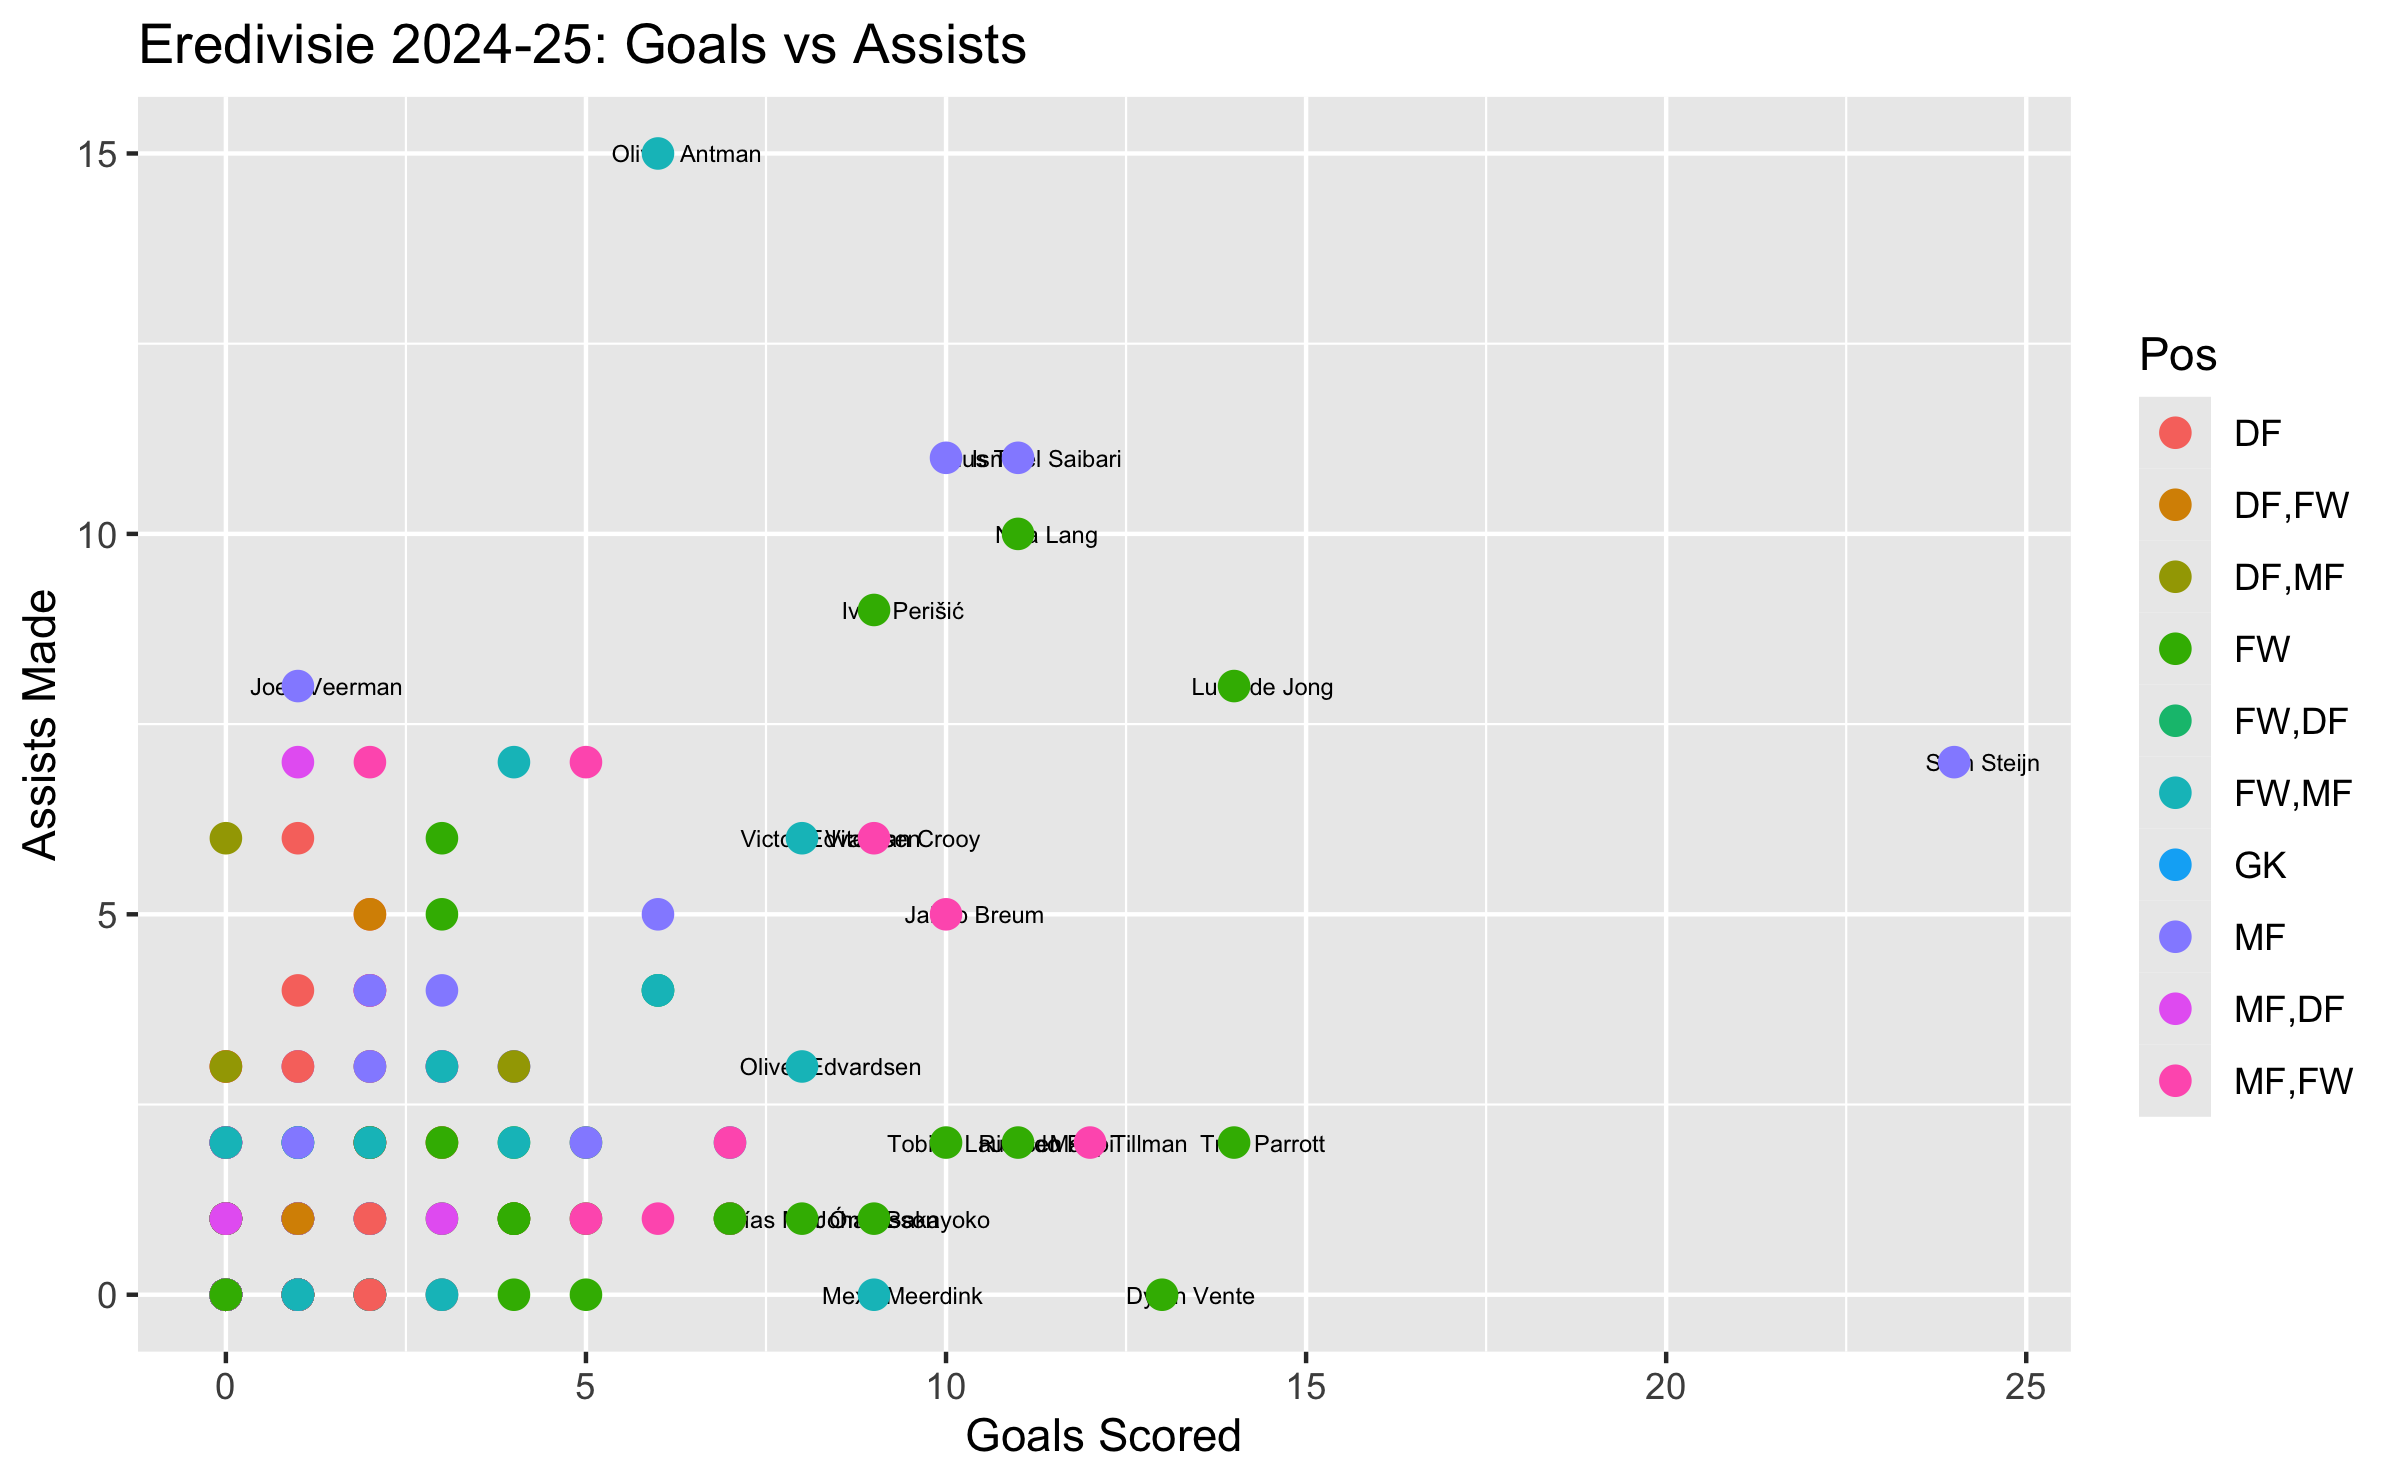 Eredivisie 2024-25: Goals vs Assists
Assists Made
15
10
5
0
Antman
Saibari
Lang
Perišić
Veerman
de Jong
Steijn
Crooy
Breum
Edvardsen
Tillman
Parrott
Meerdink
Vente
0
5
10
15
20
25
Goals Scored
Pos
DF
DF,FW
DF,MF
FW
FW,DF
FW,MF
GK
MF
MF,DF
MF,FW